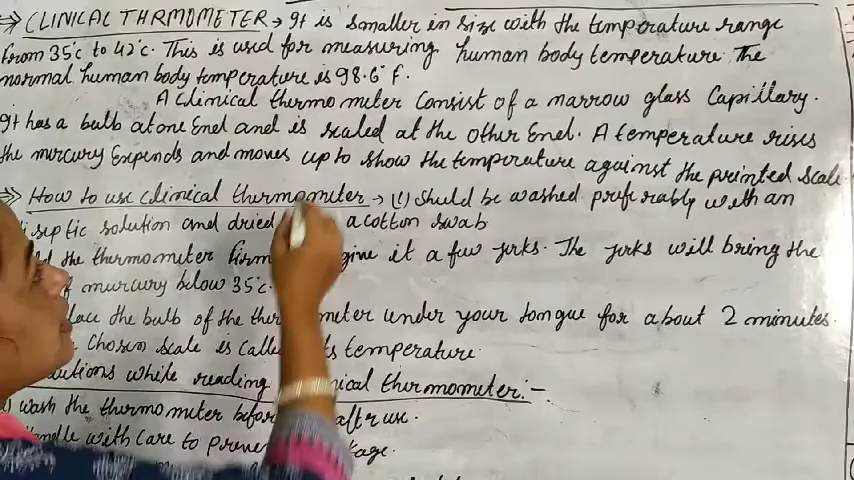 ⇒ CLINICAL THRMOMETER → It is smaller in size with the temperature range
from 35°c to 42°c. This is used for measuring human body temperature. The
normal human body temperature is 98.6° F.
A clinical thermometer consist of a narrow glass Capillary.
It has a bulb at one End and is sealed at the other End. A temperature rises
the mercury Expends and moves up to show the temperature against the printed scale.
⇒ How to use clinical thermometer → (i) Should be washed preferably with an
septic solution and dried a cotton swab
the thermometer give it a few jerks. The jerks will bring the
murcury below 35°c.
the bulb of the meter under your tongue for about 2 minutes.
Chosen scale is temperature
while reading thermometer:-
wash the thermometer use.
with care to